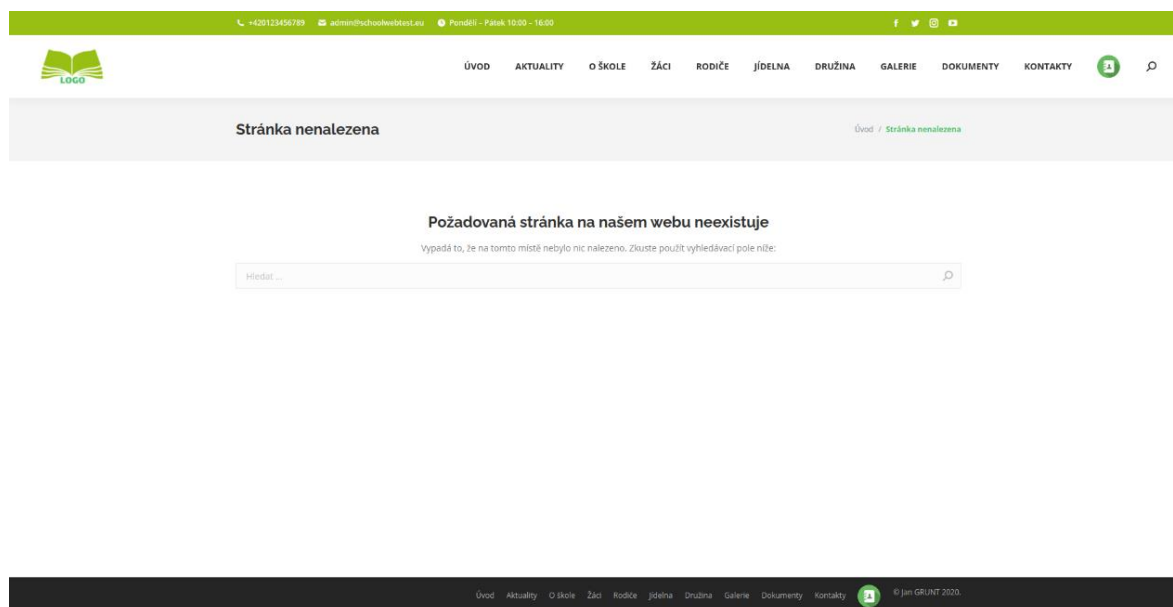 +420123456789 admin@schoolwebtest.eu Pondělí – Pátek 10:00 – 16:00
LOGO
ÚVOD AKTUALITY O ŠKOLE ŽÁCI RODIČE JÍDELNA DRUŽINA GALERIE DOKUMENTY KONTAKTY
Stránka nenalezena
Úvod / Stránka nenalezena
Požadovaná stránka na našem webu neexistuje
Vypadá to, že na tomto místě nebylo nic nalezeno. Zkuste použít vyhledávací pole níže:
Hledat ...
Úvod Aktuality O škole Žáci Rodiče Jídelna Družina Galerie Dokumenty Kontakty © Jan GRUNT 2020.